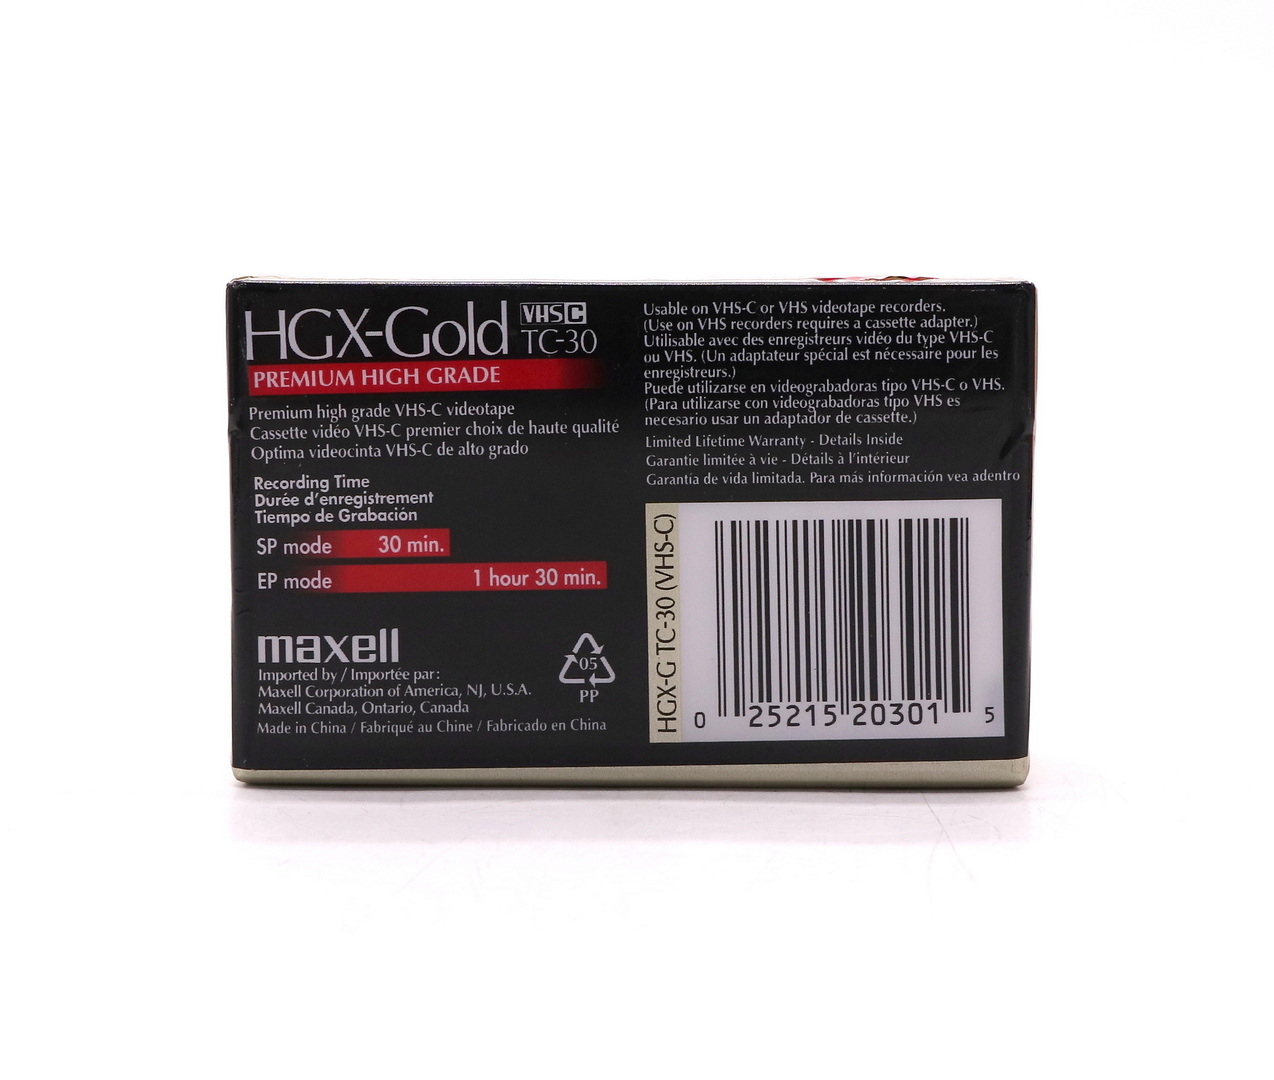 HGX-Gold VHS C
TC-30
PREMIUM HIGH GRADE
Premium high grade VHS-C videotape
Cassette vidéo VHS-C premier choix de haute qualité
Optima videocinta VHS-C de alto grado
Recording Time
Durée d'enregistrement
Tiempo de Grabación
SP mode 30 min.
EP mode 1 hour 30 min.
maxell
Imported by / Importée par:
Maxell Corporation of America, NJ, U.S.A.
Maxell Canada, Ontario, Canada
Made in China / Fabriqué au Chine / Fabricado en China
05
PP
Usable on VHS-C or VHS videotape recorders.
(Use on VHS recorders requires a cassette adapter.)
Utilisable avec des enregistreurs vidéo du type VHS-C
ou VHS. (Un adaptateur spécial est nécessaire pour les
enregistreurs.)
Puede utilizarse en videograbadoras tipo VHS-C o VHS.
(Para utilizarse con videograbadoras tipo VHS es
necesario usar un adaptador de cassette.)
Limited Lifetime Warranty - Details Inside
Garantie limitée à vie - Détails à l'intérieur
Garantía de vida limitada. Para más información vea adentro
HGX-G TC-30 (VHS-C)
0 25215 20301 5